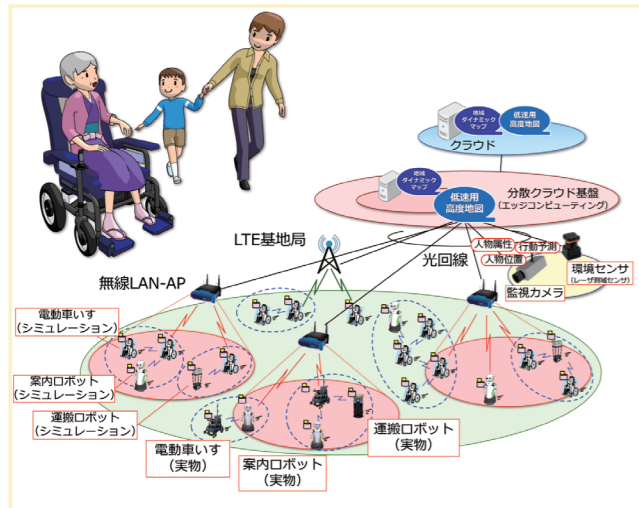 地域
ダイナミック
マップ
低速用
高度地図
クラウド
地域
ダイナミック
マップ
低速用
高度地図
分散クラウド基盤
(エッジコンピューティング)
LTE基地局
光回線
人物属性
行動予測
人物位置
環境センサ
(レーザ測域センサ)
監視カメラ
無線LAN-AP
電動車いす
(シミュレーション)
案内ロボット
(シミュレーション)
運搬ロボット
(シミュレーション)
電動車いす
(実物)
案内ロボット
(実物)
運搬ロボット
(実物)